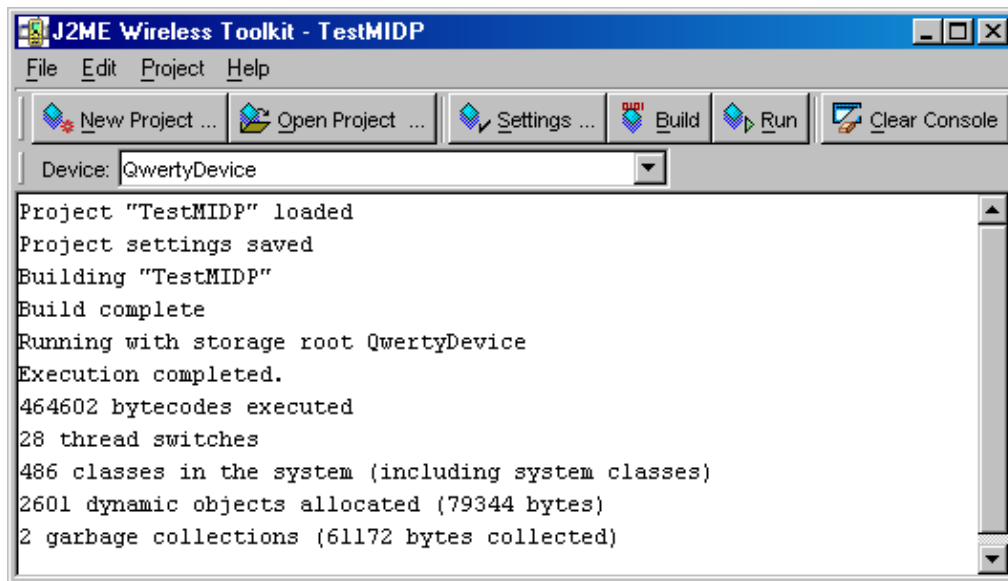 J2ME Wireless Toolkit - TestMIDP
File Edit Project Help
New Project ... Open Project ... Settings ... Build Run Clear Console
Device: QwertyDevice
Project "TestMIDP" loaded
Project settings saved
Building "TestMIDP"
Build complete
Running with storage root QwertyDevice
Execution completed.
464602 bytecodes executed
28 thread switches
486 classes in the system (including system classes)
2601 dynamic objects allocated (79344 bytes)
2 garbage collections (61172 bytes collected)